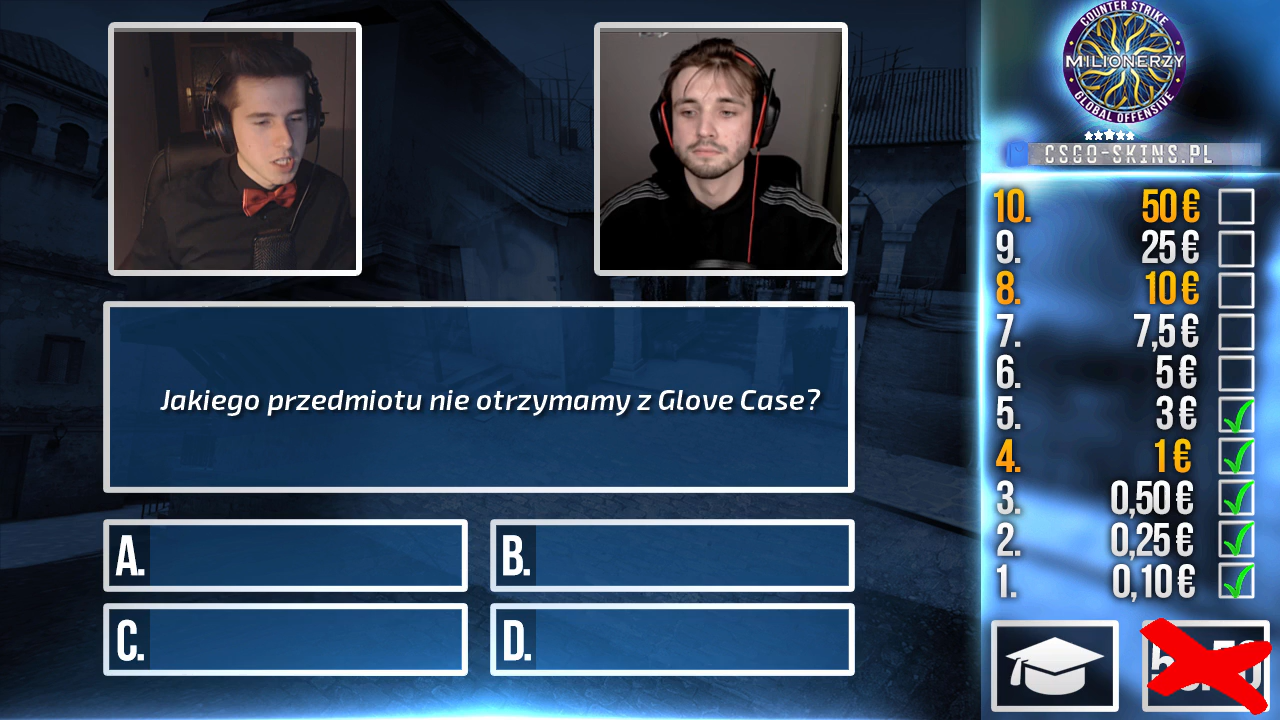 COUNTER STRIKE
MILIONERZY
GLOBAL OFFENSIVE
CSGO-SKINS.PL
Jakiego przedmiotu nie otrzymamy z Glove Case?
A.
B.
C.
D.
10. 50 €
9. 25 €
8. 10 €
7. 7,5 €
6. 5 €
5. 3 €
4. 1 €
3. 0,50 €
2. 0,25 €
1. 0,10 €